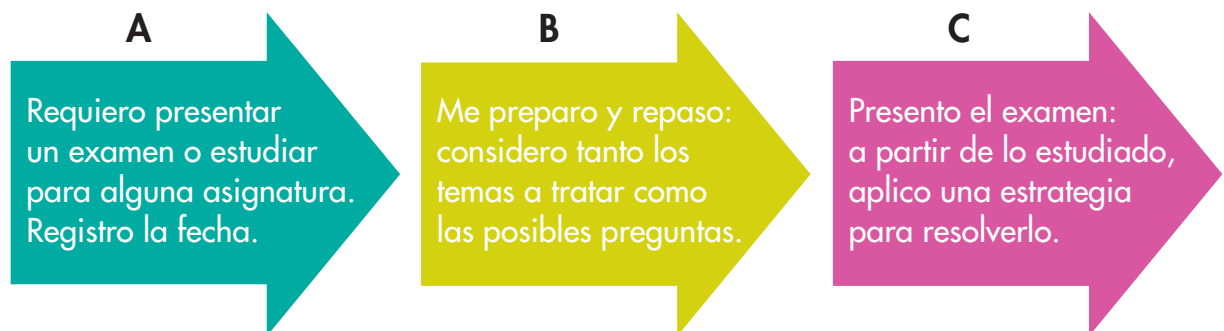 A
Requiero presentar
un examen o estudiar
para alguna asignatura.
Registro la fecha.
B
Me preparo y repaso:
considero tanto los
temas a tratar como
las posibles preguntas.
C
Presento el examen:
a partir de lo estudiado,
aplico una estrategia
para resolverlo.